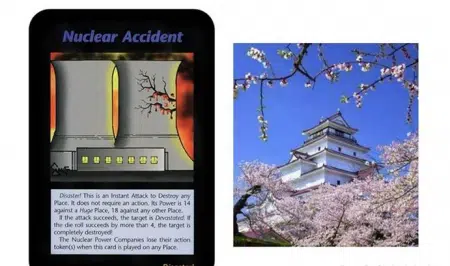 Nuclear Accident
Disaster! This is an Instant Attack to Destroy any
Place. It does not require an action. Its Power is 14
against a Huge Place, 18 against any other Place.
If the attack succeeds, the target is Devastated. If
the die roll succeeds by more than 4, the target is
completely destroyed!
The Nuclear Power Companies lose their action
token(s) when this card is played on any Place.